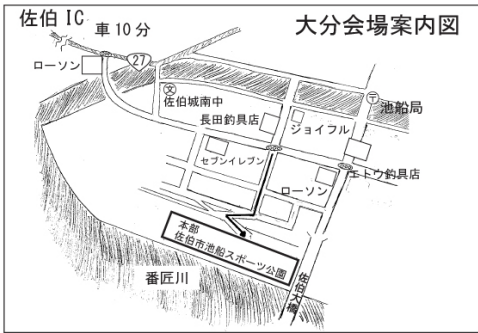 佐伯 IC
車 10 分
大分会場案内図
ローソン
27
文
佐伯城南中
〒
池船局
長田釣具店
ジョイフル
セブンイレブン
エトウ釣具店
ローソン
本部
佐伯市池船スポーツ公園
番匠川
佐伯大橋